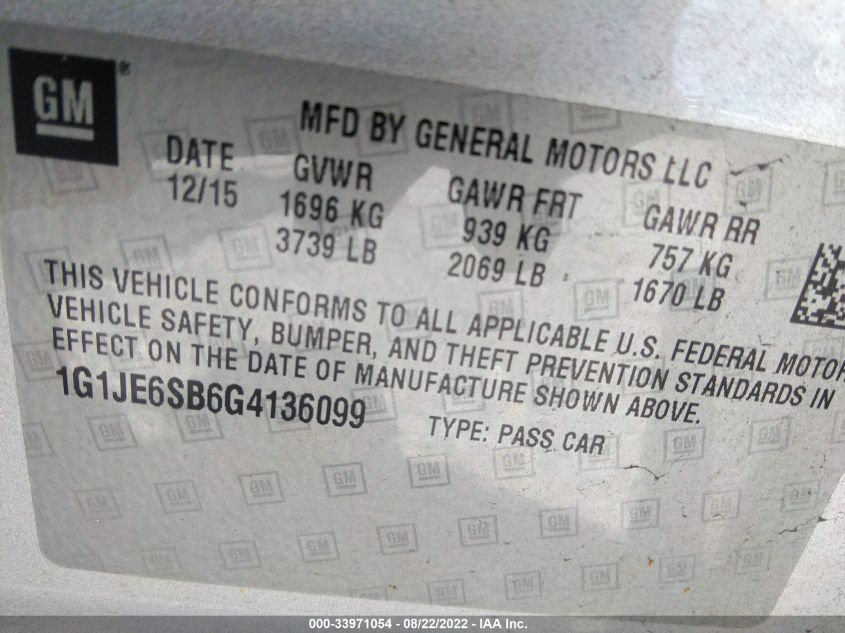 GM®
MFD BY GENERAL MOTORS LLC
DATE GVWR GAWR FRT GAWR RR
12/15 1696 KG 939 KG 757 KG
3739 LB 2069 LB 1670 LB
THIS VEHICLE CONFORMS TO ALL APPLICABLE U.S. FEDERAL MOTOR
VEHICLE SAFETY, BUMPER, AND THEFT PREVENTION STANDARDS IN
EFFECT ON THE DATE OF MANUFACTURE SHOWN ABOVE.
1G1JE6SB6G4136099 TYPE: PASS CAR
000-33971054 - 08/22/2022 - IAA Inc.